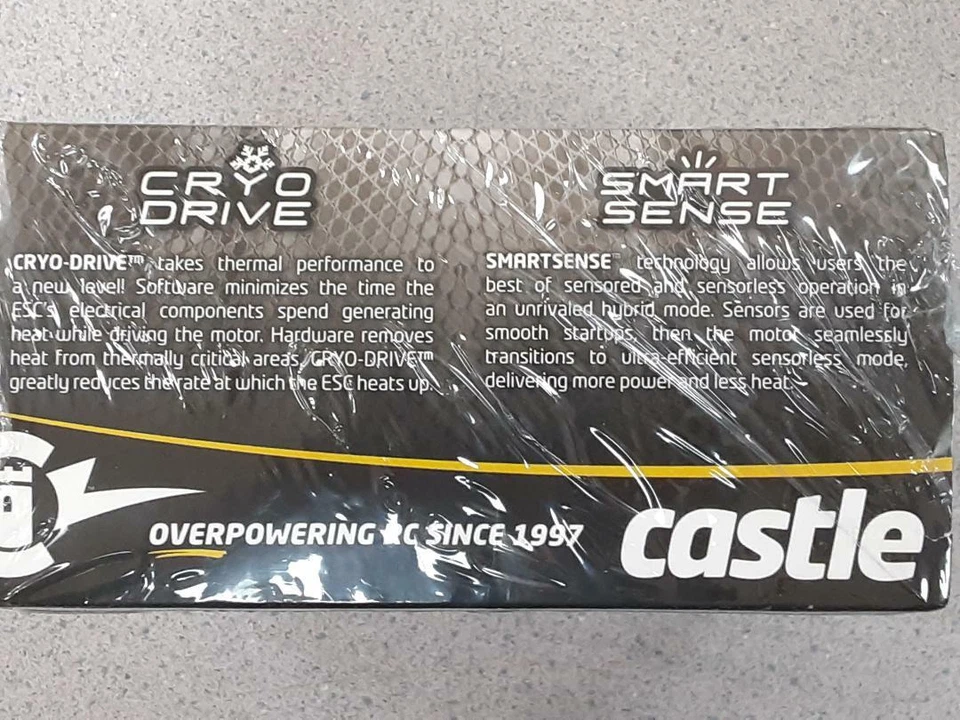 CRYO
DRIVE
CRYO-DRIVE™ takes thermal performance to
a new level! Software minimizes the time the
ESC's electrical components spend generating
heat while driving the motor. Hardware removes
heat from thermally critical areas. CRYO-DRIVE™
greatly reduces the rate at which the ESC heats up.
SMART
SENSE
SMARTSENSE™ technology allows users the
best of sensored and sensorless operation in
an unrivaled hybrid mode. Sensors are used for
smooth startups, then the motor seamlessly
transitions to ultra-efficient sensorless mode,
delivering more power and less heat.
OVERPOWERING RC SINCE 1997
castle